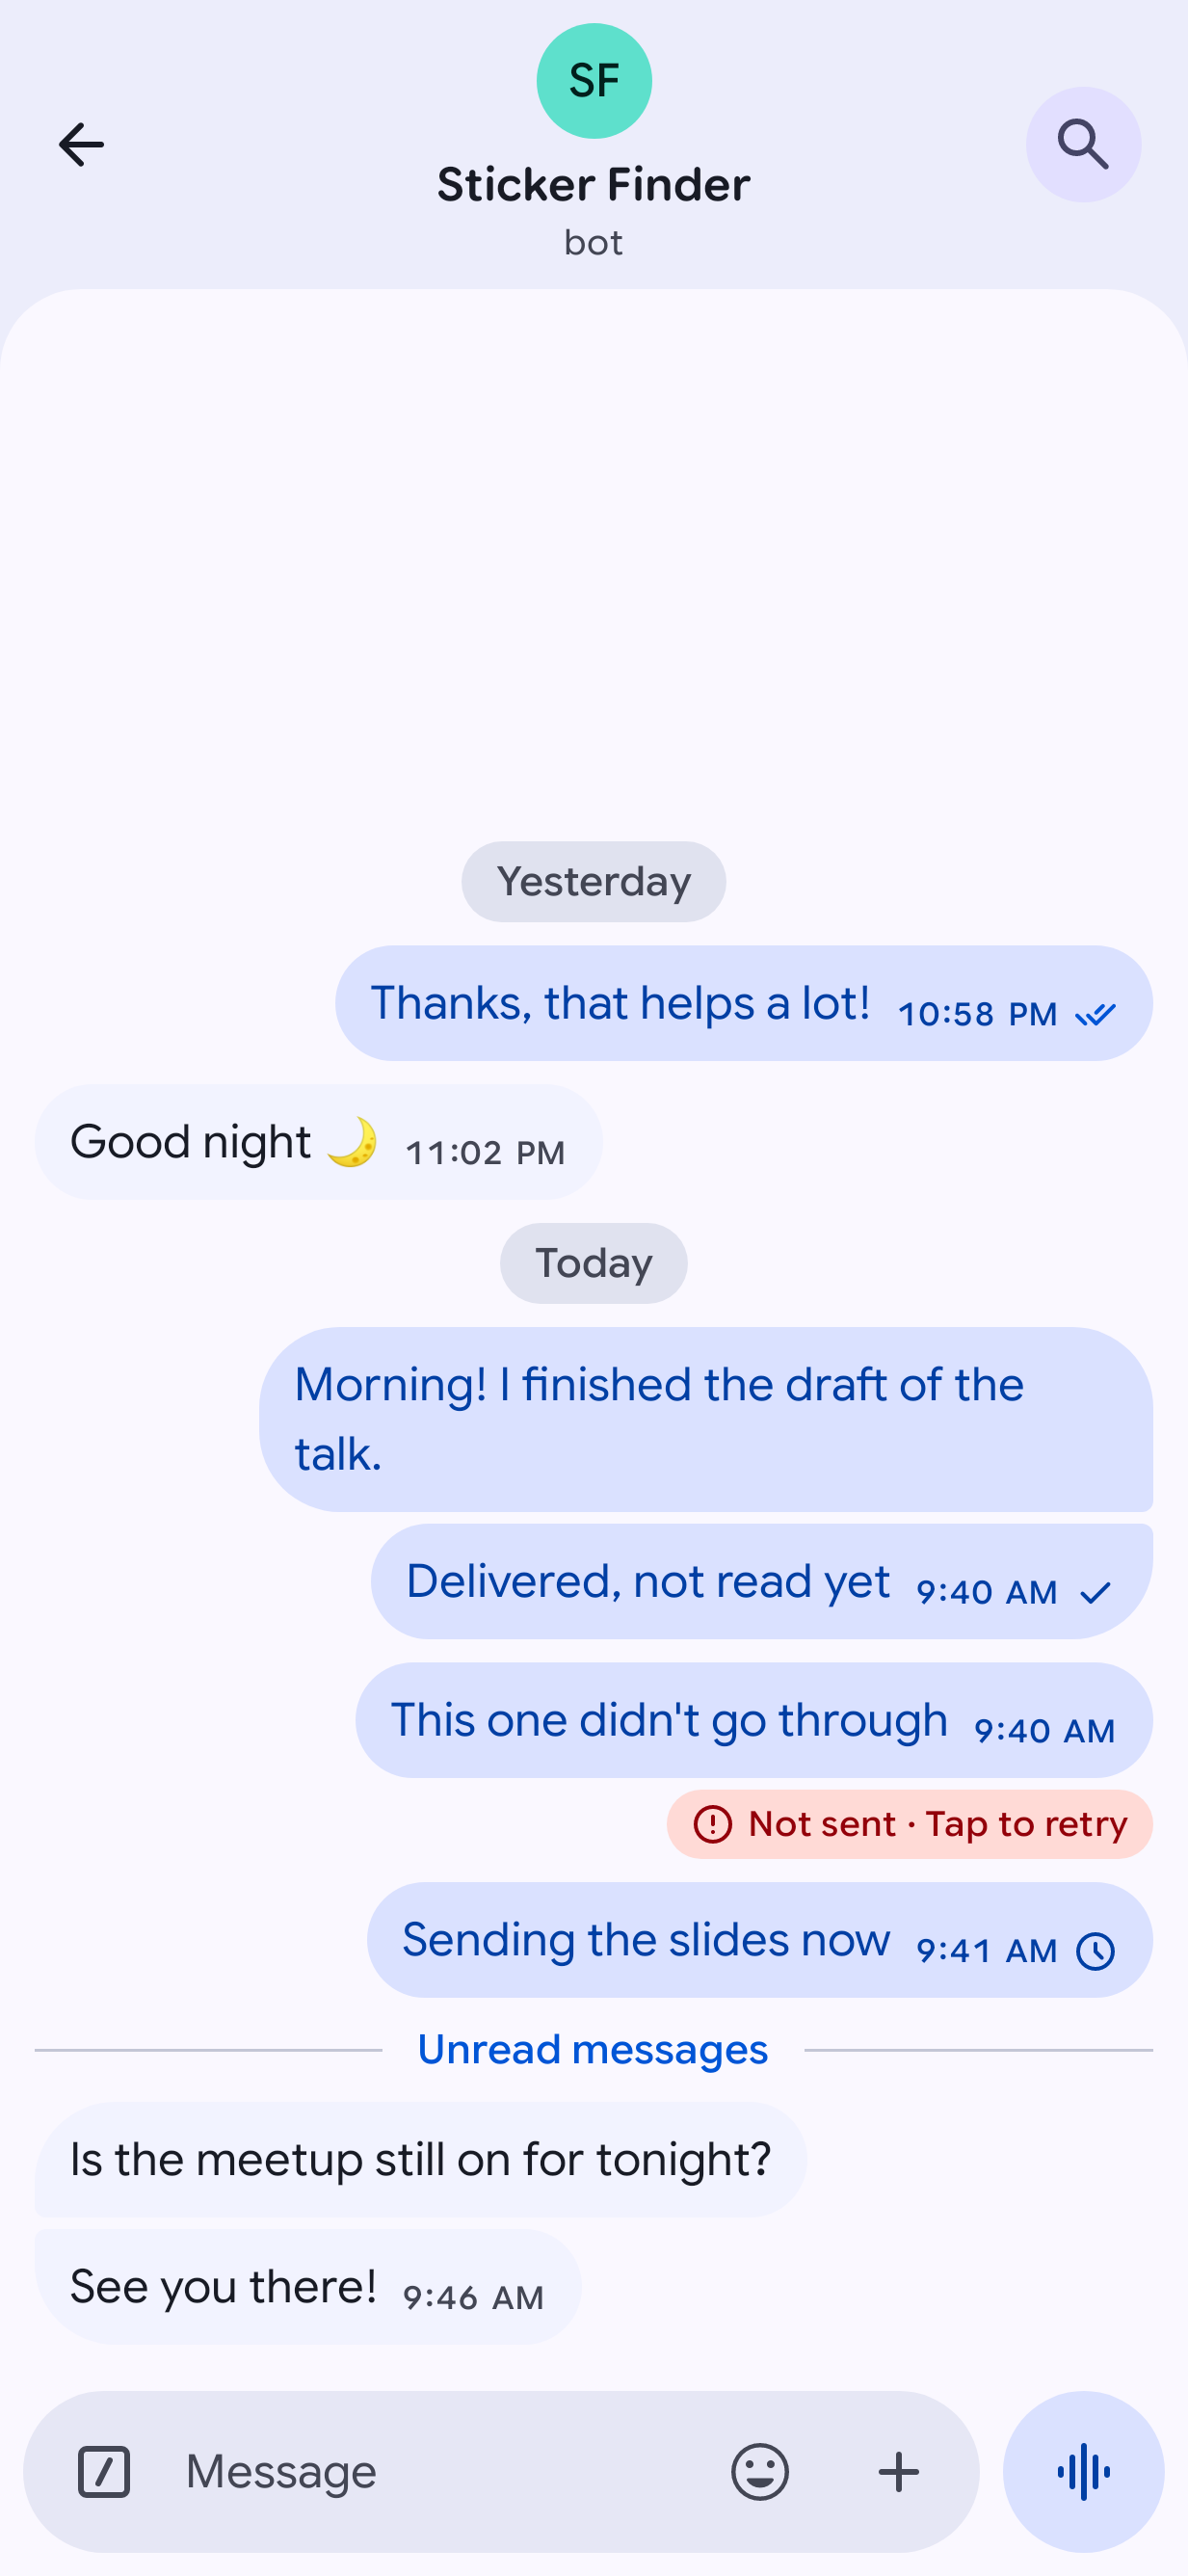 SF
Sticker Finder
bot
Yesterday
Thanks, that helps a lot! 10:58 PM
Good night 🌙 11:02 PM
Today
Morning! I finished the draft of the
talk.
Delivered, not read yet 9:40 AM
This one didn't go through 9:40 AM
Not sent · Tap to retry
Sending the slides now 9:41 AM
Unread messages
Is the meetup still on for tonight?
See you there! 9:46 AM
Message